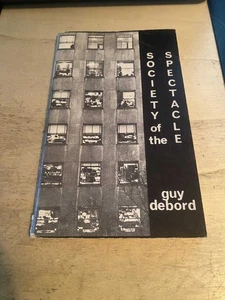 SOCIETY of the
SPECTACLE
guy
debord